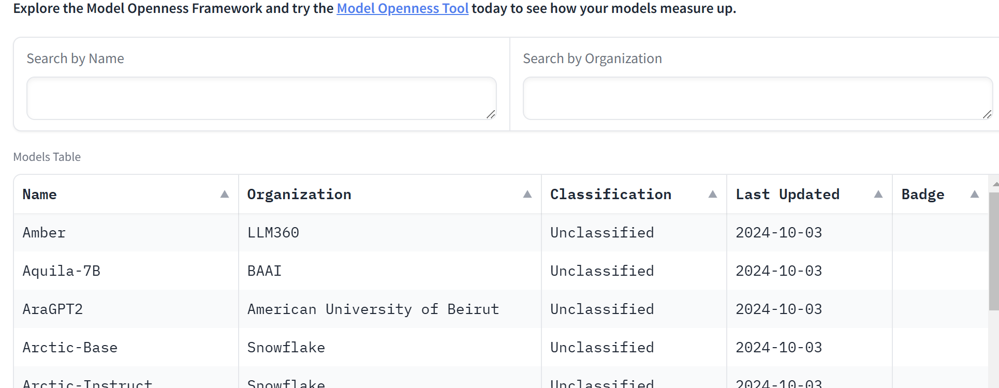 Explore the Model Openness Framework and try the Model Openness Tool today to see how your models measure up.
Search by Name Search by Organization
Models Table
Name Organization Classification Last Updated Badge
Amber LLM360 Unclassified 2024-10-03
Aquila-7B BAAI Unclassified 2024-10-03
AraGPT2 American University of Beirut Unclassified 2024-10-03
Arctic-Base Snowflake Unclassified 2024-10-03
Arctic-Instruct Snowflake Unclassified 2024-10-03